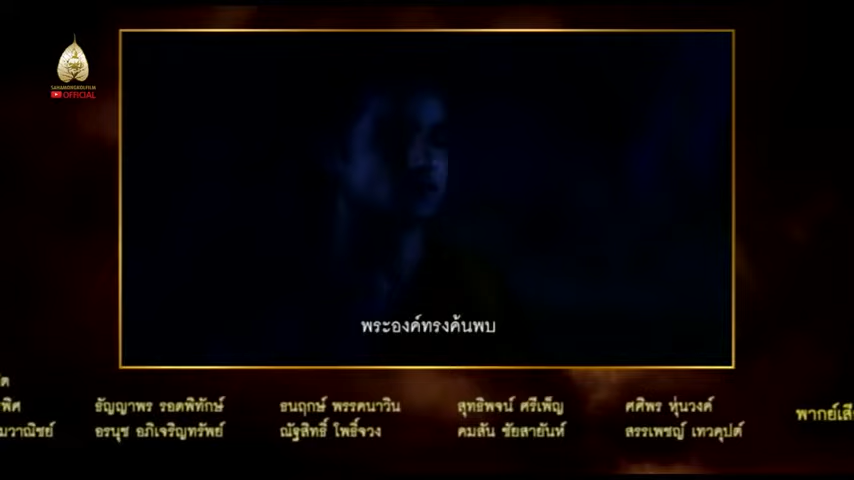 SAHAMONGKOLFILM
OFFICIAL
พระองค์ทรงค้นพบ
ธัญญาพร รอดพิทักษ์
ธนฤกษ์ พรรคนาวิน
สุทธิพจน์ ศรีเพ็ญ
ศศิพร หุ่นวงค์
พากย์เสี
มวาณิชย์
อรนุช อภิเจริญทรัพย์
ณัฐสิทธิ์ โพธิ์จวง
คมสัน ชัยสายันห์
สรรเพชญ์ เทวคุปต์